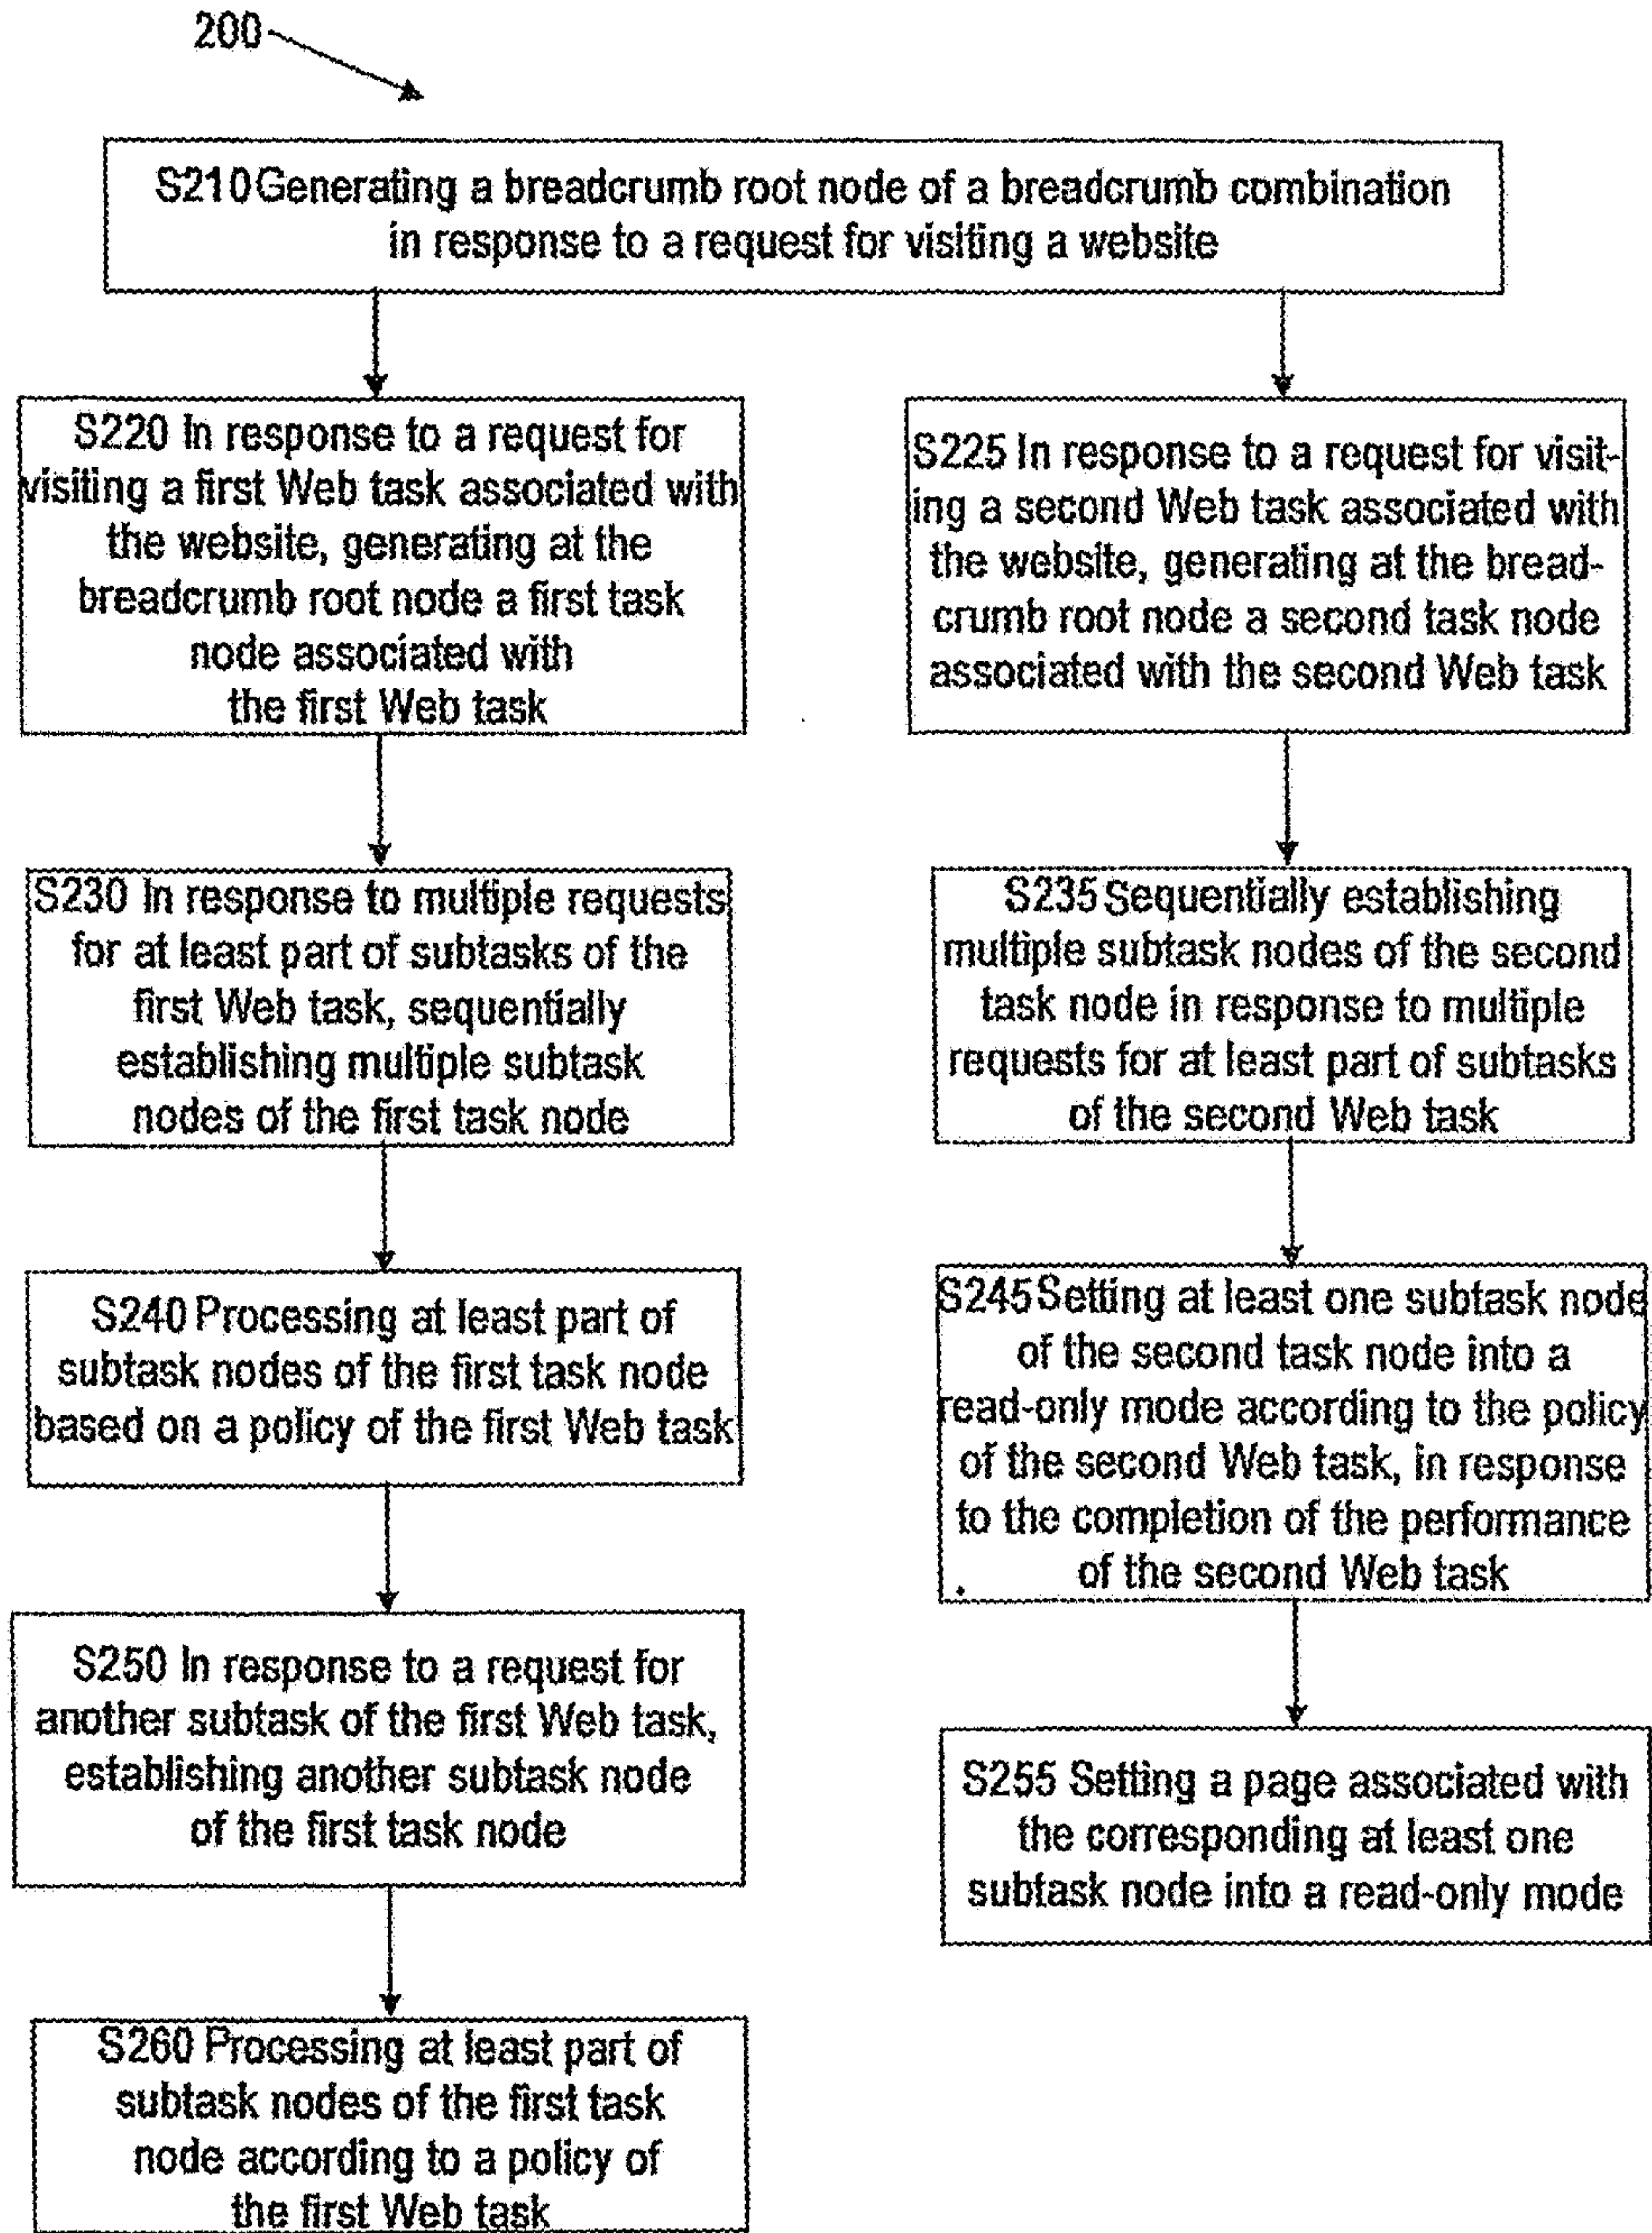 200
S210 Generating a breadcrumb root node of a breadcrumb combination
in response to a request for visiting a website
S220 In response to a request for
visiting a first Web task associated with
the website, generating at the
breadcrumb root node a first task
node associated with
the first Web task
S230 In response to multiple requests
for at least part of subtasks of the
first Web task, sequentially
establishing multiple subtask
nodes of the first task node
S240 Processing at least part of
subtask nodes of the first task node
based on a policy of the first Web task
S250 In response to a request for
another subtask of the first Web task,
establishing another subtask node
of the first task node
S260 Processing at least part of
subtask nodes of the first task
node according to a policy of
the first Web task
S225 In response to a request for visit-
ing a second Web task associated with
the website, generating at the bread-
crumb root node a second task node
associated with the second Web task
S235 Sequentially establishing
multiple subtask nodes of the second
task node in response to multiple
requests for at least part of subtasks
of the second Web task
S245 Setting at least one subtask node
of the second task node into a
read-only mode according to the policy
of the second Web task, in response
to the completion of the performance
of the second Web task
S255 Setting a page associated with
the corresponding at least one
subtask node into a read-only mode